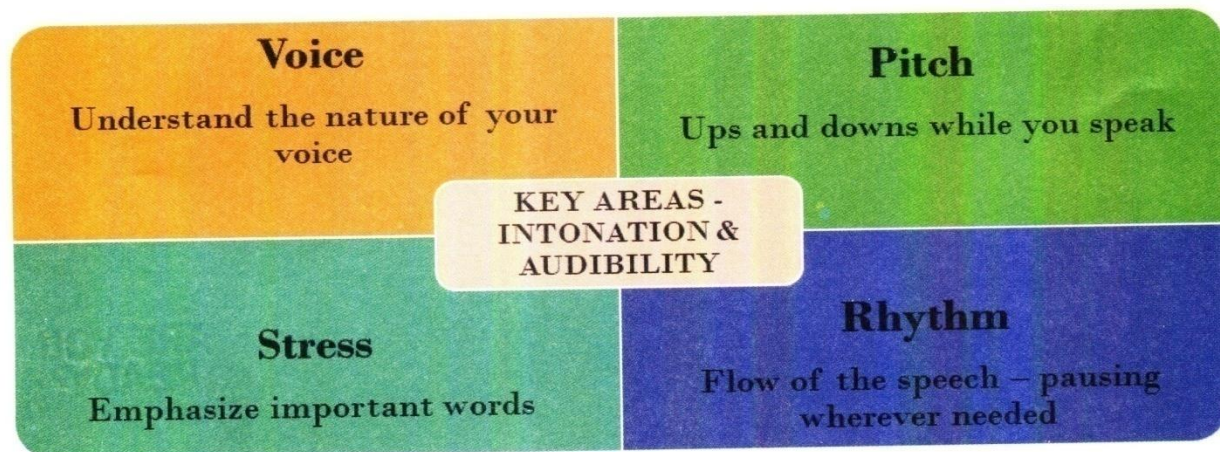 Voice
Understand the nature of your
voice
Pitch
Ups and downs while you speak
KEY AREAS -
INTONATION &
AUDIBILITY
Stress
Emphasize important words
Rhythm
Flow of the speech – pausing
wherever needed